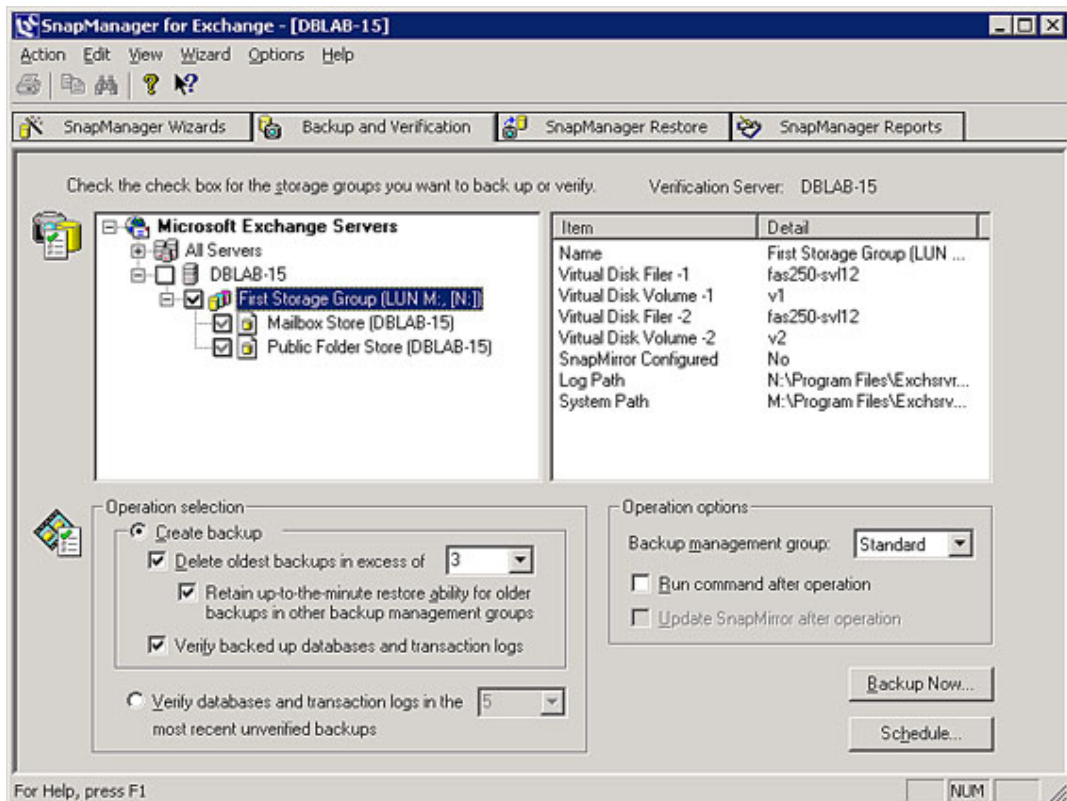 SnapManager for Exchange - [DBLAB-15]
Action Edit View Wizard Options Help
SnapManager Wizards Backup and Verification SnapManager Restore SnapManager Reports
Check the check box for the storage groups you want to back up or verify. Verification Server: DBLAB-15
Microsoft Exchange Servers
All Servers
DBLAB-15
First Storage Group (LUN M:, [N:])
Mailbox Store (DBLAB-15)
Public Folder Store (DBLAB-15)
Item Detail
Name First Storage Group (LUN ...
Virtual Disk Filer -1 fas250-svl12
Virtual Disk Volume -1 v1
Virtual Disk Filer -2 fas250-svl12
Virtual Disk Volume -2 v2
SnapMirror Configured No
Log Path N:\Program Files\Exchsrvr...
System Path M:\Program Files\Exchsrv...
Operation selection
Create backup
Delete oldest backups in excess of 3
Retain up-to-the-minute restore ability for older
backups in other backup management groups
Verify backed up databases and transaction logs
Verify databases and transaction logs in the 5
most recent unverified backups
Operation options
Backup management group: Standard
Run command after operation
Update SnapMirror after operation
Backup Now...
Schedule...
For Help, press F1 NUM